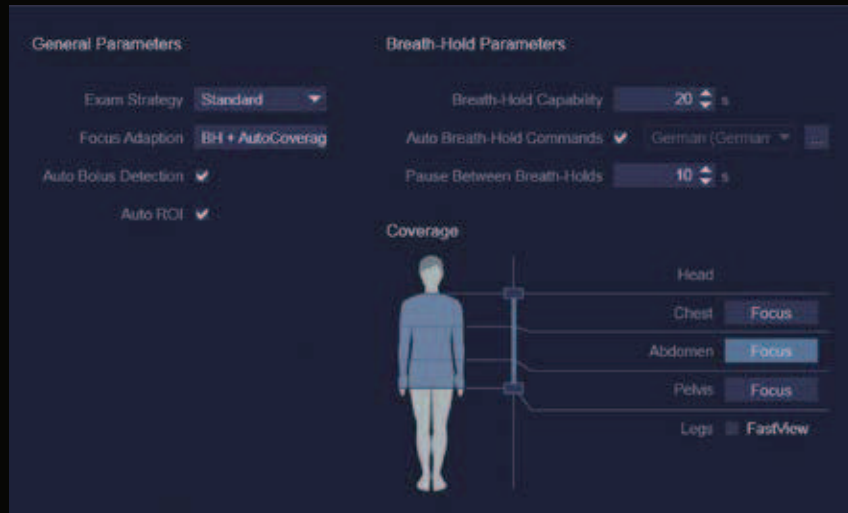 General Parameters
Exam Strategy Standard
Focus Adaption BH + AutoCoverag
Auto Bolus Detection
Auto ROI
Breath-Hold Parameters
Breath-Hold Capability 20 s
Auto Breath-Hold Commands German (German ...
Pause Between Breath-Holds 10 s
Coverage
Head
Chest Focus
Abdomen Focus
Pelvis Focus
Legs FastView